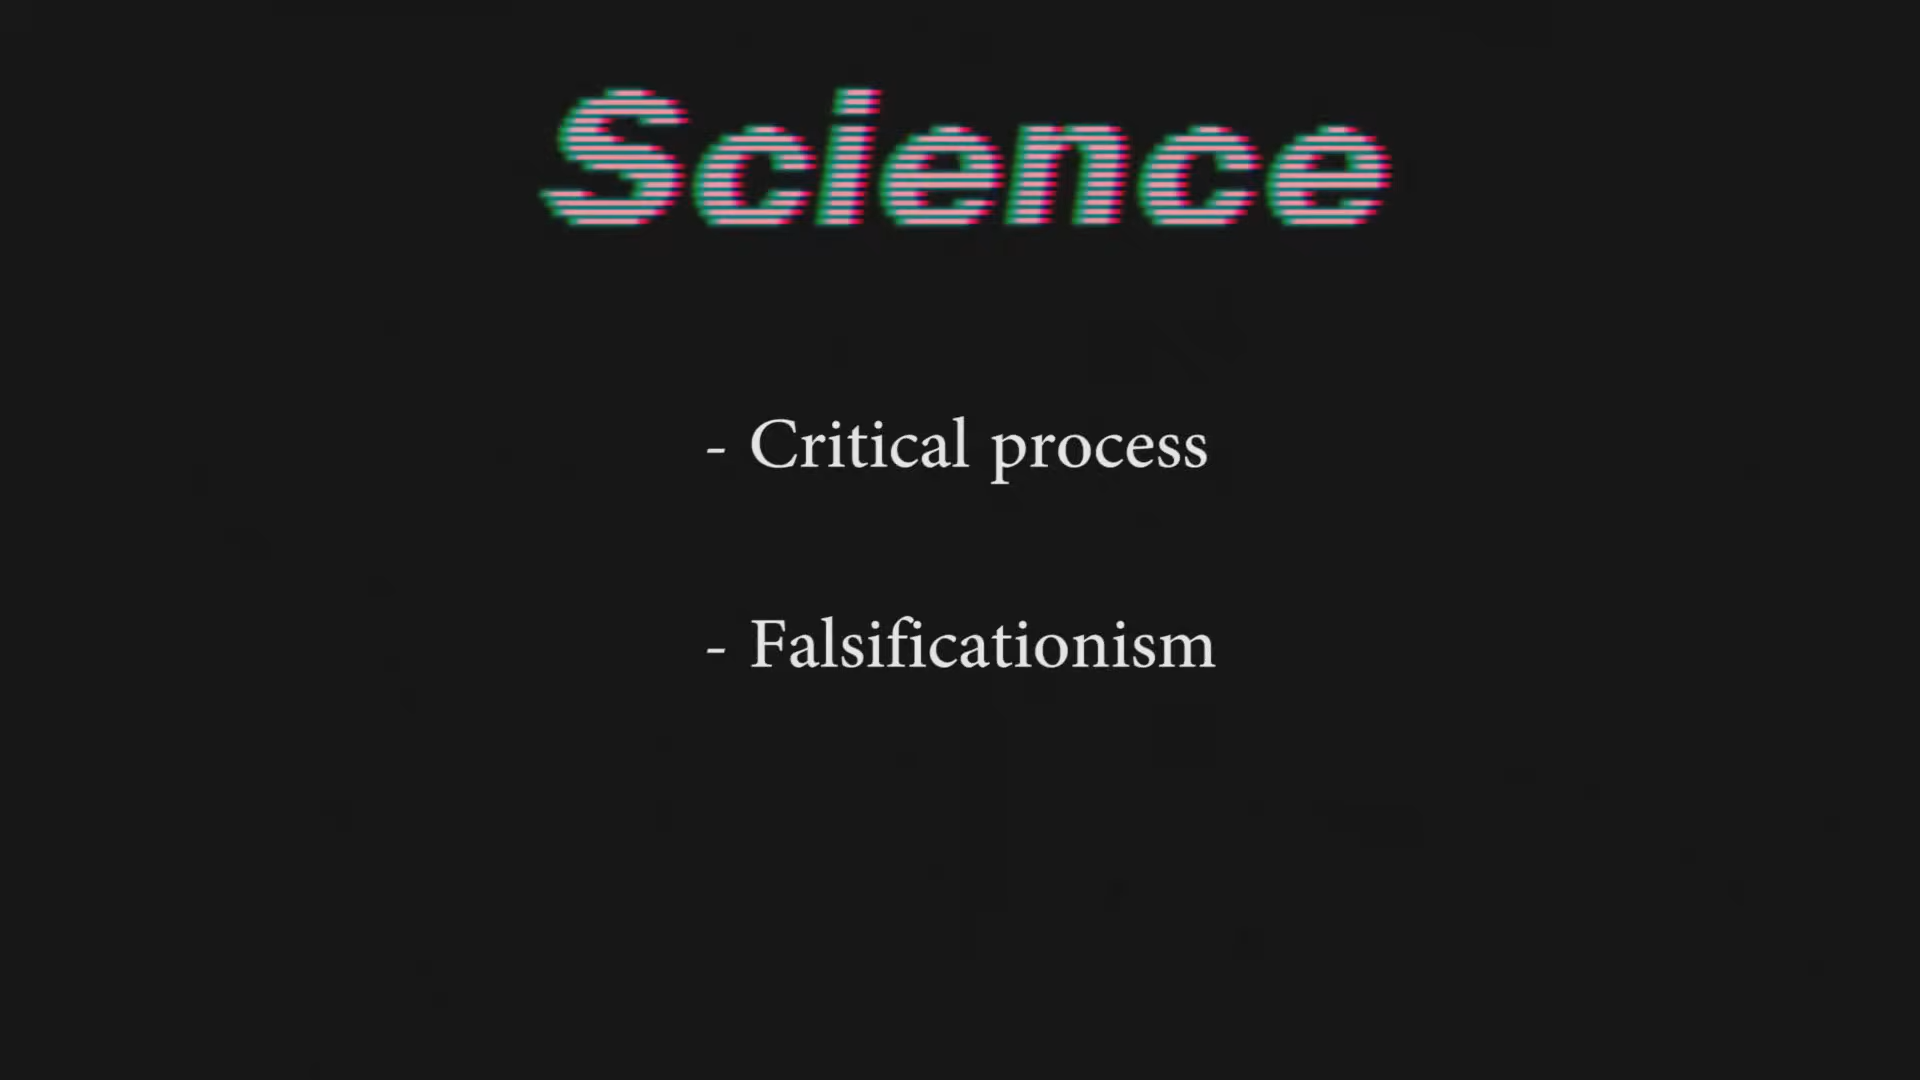 Science
- Critical process
- Falsificationism